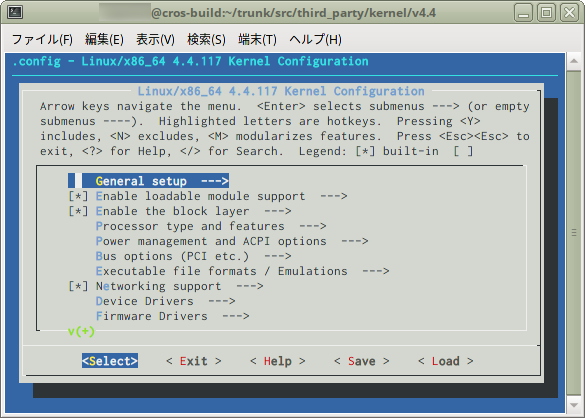 @cros-build:~/trunk/src/third_party/kernel/v4.4
ファイル(F) 編集(E) 表示(V) 検索(S) 端末(T) ヘルプ(H)
.config - Linux/x86_64 4.4.117 Kernel Configuration
Linux/x86_64 4.4.117 Kernel Configuration
Arrow keys navigate the menu. <Enter> selects submenus ---> (or empty
submenus ----). Highlighted letters are hotkeys. Pressing <Y>
includes, <N> excludes, <M> modularizes features. Press <Esc><Esc> to
exit, <?> for Help, </> for Search. Legend: [*] built-in [ ]
General setup --->
[*] Enable loadable module support --->
[*] Enable the block layer --->
Processor type and features --->
Power management and ACPI options --->
Bus options (PCI etc.) --->
Executable file formats / Emulations --->
[*] Networking support --->
Device Drivers --->
Firmware Drivers --->
v(+)
<Select> < Exit > < Help > < Save > < Load >